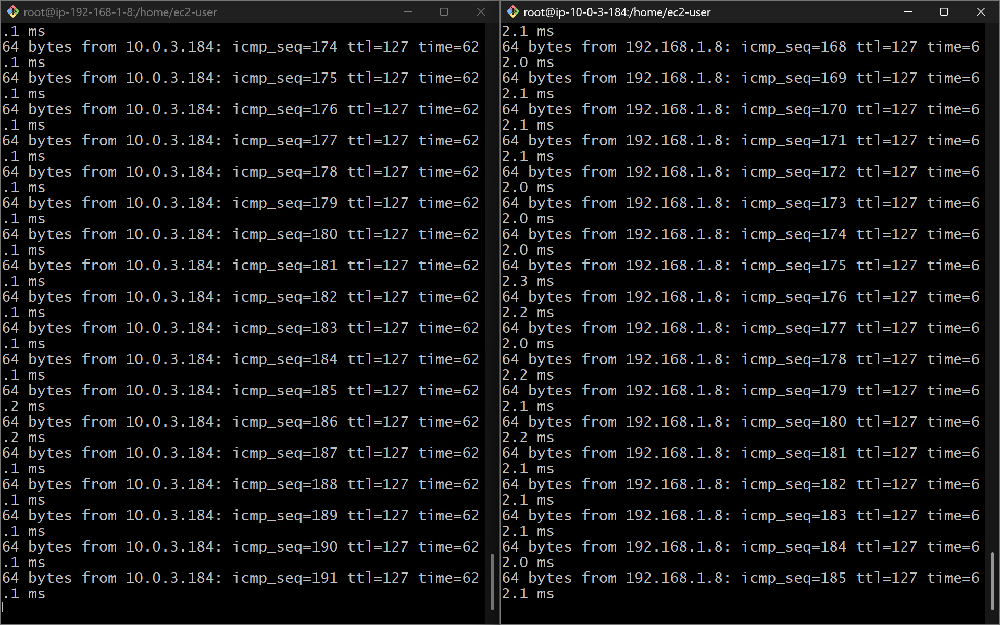 root@ip-192-168-1-8:/home/ec2-user
.1 ms
64 bytes from 10.0.3.184: icmp_seq=174 ttl=127 time=62
.1 ms
64 bytes from 10.0.3.184: icmp_seq=175 ttl=127 time=62
.1 ms
64 bytes from 10.0.3.184: icmp_seq=176 ttl=127 time=62
.1 ms
64 bytes from 10.0.3.184: icmp_seq=177 ttl=127 time=62
.1 ms
64 bytes from 10.0.3.184: icmp_seq=178 ttl=127 time=62
.1 ms
64 bytes from 10.0.3.184: icmp_seq=179 ttl=127 time=62
.1 ms
64 bytes from 10.0.3.184: icmp_seq=180 ttl=127 time=62
.1 ms
64 bytes from 10.0.3.184: icmp_seq=181 ttl=127 time=62
.1 ms
64 bytes from 10.0.3.184: icmp_seq=182 ttl=127 time=62
.1 ms
64 bytes from 10.0.3.184: icmp_seq=183 ttl=127 time=62
.1 ms
64 bytes from 10.0.3.184: icmp_seq=184 ttl=127 time=62
.1 ms
64 bytes from 10.0.3.184: icmp_seq=185 ttl=127 time=62
.2 ms
64 bytes from 10.0.3.184: icmp_seq=186 ttl=127 time=62
.2 ms
64 bytes from 10.0.3.184: icmp_seq=187 ttl=127 time=62
.1 ms
64 bytes from 10.0.3.184: icmp_seq=188 ttl=127 time=62
.1 ms
64 bytes from 10.0.3.184: icmp_seq=189 ttl=127 time=62
.1 ms
64 bytes from 10.0.3.184: icmp_seq=190 ttl=127 time=62
.1 ms
64 bytes from 10.0.3.184: icmp_seq=191 ttl=127 time=62
.1 ms
root@ip-10-0-3-184:/home/ec2-user
2.1 ms
64 bytes from 192.168.1.8: icmp_seq=168 ttl=127 time=6
2.0 ms
64 bytes from 192.168.1.8: icmp_seq=169 ttl=127 time=6
2.1 ms
64 bytes from 192.168.1.8: icmp_seq=170 ttl=127 time=6
2.1 ms
64 bytes from 192.168.1.8: icmp_seq=171 ttl=127 time=6
2.1 ms
64 bytes from 192.168.1.8: icmp_seq=172 ttl=127 time=6
2.0 ms
64 bytes from 192.168.1.8: icmp_seq=173 ttl=127 time=6
2.0 ms
64 bytes from 192.168.1.8: icmp_seq=174 ttl=127 time=6
2.0 ms
64 bytes from 192.168.1.8: icmp_seq=175 ttl=127 time=6
2.3 ms
64 bytes from 192.168.1.8: icmp_seq=176 ttl=127 time=6
2.2 ms
64 bytes from 192.168.1.8: icmp_seq=177 ttl=127 time=6
2.0 ms
64 bytes from 192.168.1.8: icmp_seq=178 ttl=127 time=6
2.2 ms
64 bytes from 192.168.1.8: icmp_seq=179 ttl=127 time=6
2.1 ms
64 bytes from 192.168.1.8: icmp_seq=180 ttl=127 time=6
2.2 ms
64 bytes from 192.168.1.8: icmp_seq=181 ttl=127 time=6
2.1 ms
64 bytes from 192.168.1.8: icmp_seq=182 ttl=127 time=6
2.1 ms
64 bytes from 192.168.1.8: icmp_seq=183 ttl=127 time=6
2.1 ms
64 bytes from 192.168.1.8: icmp_seq=184 ttl=127 time=6
2.0 ms
64 bytes from 192.168.1.8: icmp_seq=185 ttl=127 time=6
2.1 ms